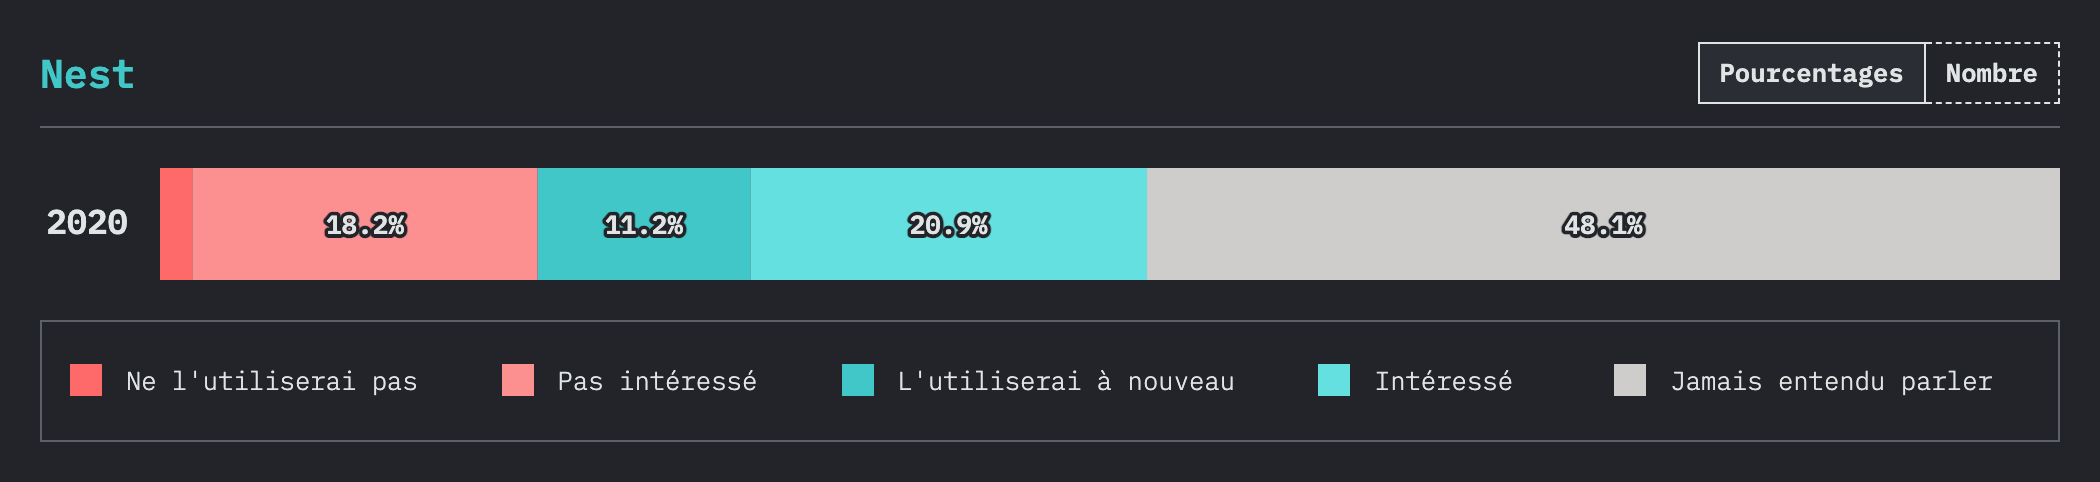 Nest
Pourcentages Nombre
2020 18.2% 11.2% 20.9% 48.1%
Ne l'utiliserai pas Pas intéressé L'utiliserai à nouveau Intéressé Jamais entendu parler